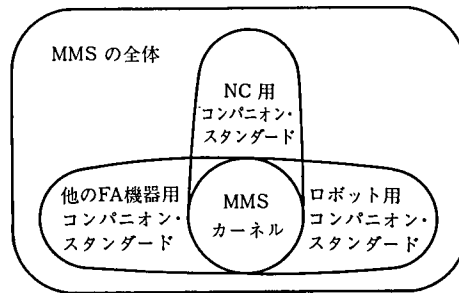 MMS の全体
NC 用
コンパニオン・
スタンダード
他のFA機器用
コンパニオン・
スタンダード
MMS
カーネル
ロボット用
コンパニオン・
スタンダード